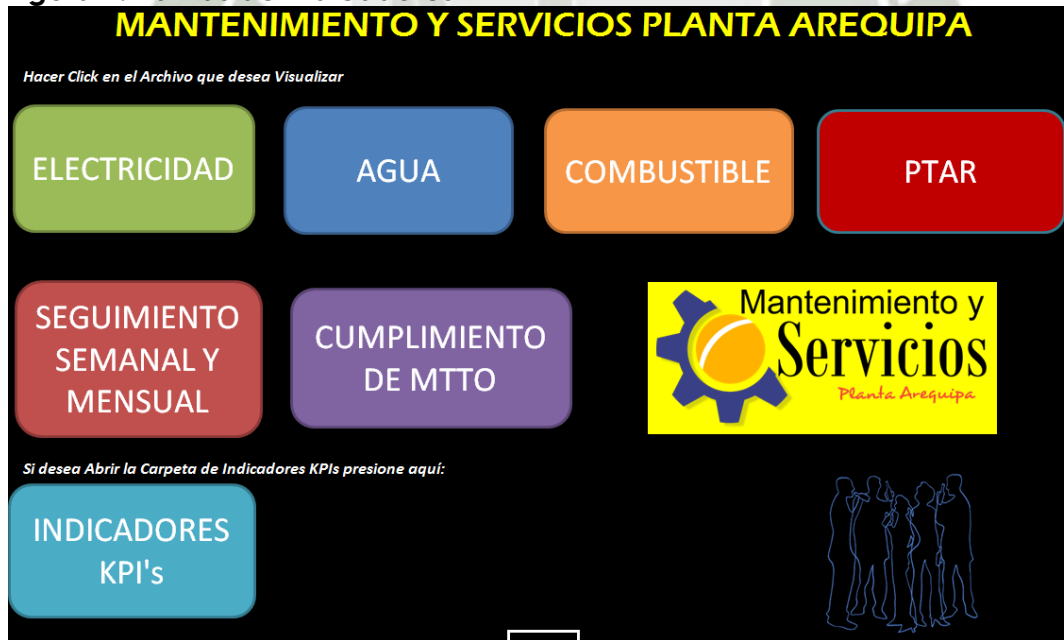 MANTENIMIENTO Y SERVICIOS PLANTA AREQUIPA
Hacer Click en el Archivo que desea Visualizar
ELECTRICIDAD
AGUA
COMBUSTIBLE
PTAR
SEGUIMIENTO
SEMANAL Y
MENSUAL
CUMPLIMIENTO
DE MTTO
Mantenimiento y
Servicios
Planta Arequipa
Si desea Abrir la Carpeta de Indicadores KPIs presione aquí:
INDICADORES
KPI's